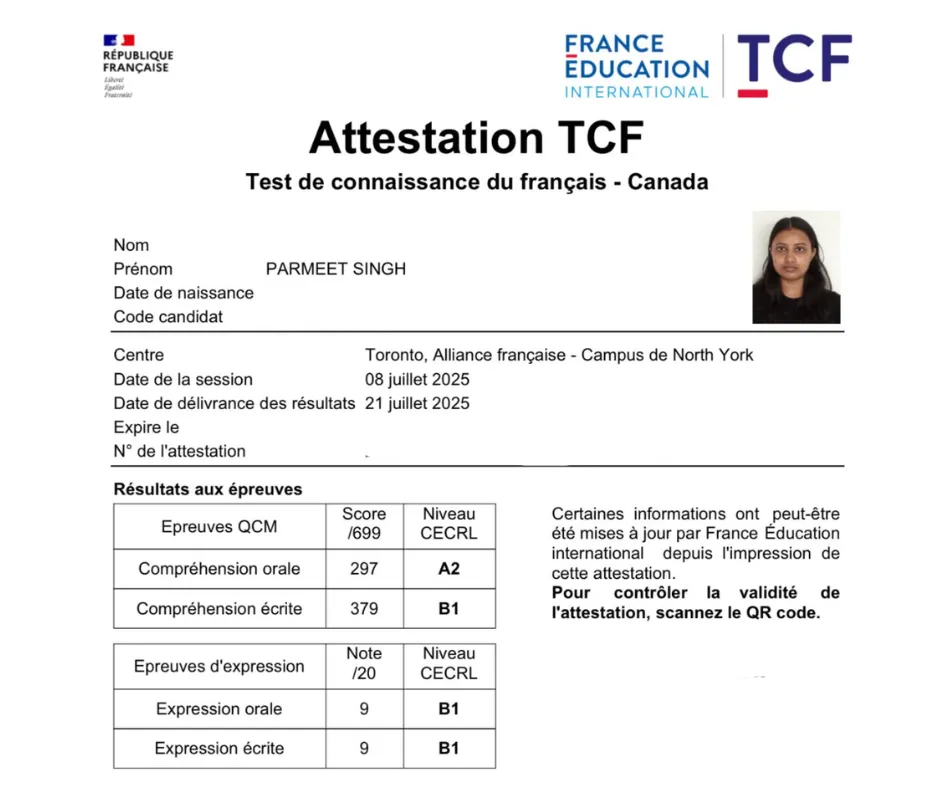 RÉPUBLIQUE
FRANÇAISE
Liberté
Égalité
Fraternité
FRANCE
ÉDUCATION
INTERNATIONAL
TCF
Attestation TCF
Test de connaissance du français - Canada
Nom
Prénom PARMEET SINGH
Date de naissance
Code candidat
Centre Toronto, Alliance française - Campus de North York
Date de la session 08 juillet 2025
Date de délivrance des résultats 21 juillet 2025
Expire le
N° de l'attestation
Résultats aux épreuves
Epreuves QCM Score /699 Niveau CECRL
Compréhension orale 297 A2
Compréhension écrite 379 B1
Certaines informations ont peut-être
été mises à jour par France Éducation
international depuis l'impression de
cette attestation.
Pour contrôler la validité de
l'attestation, scannez le QR code.
Epreuves d'expression Note /20 Niveau CECRL
Expression orale 9 B1
Expression écrite 9 B1